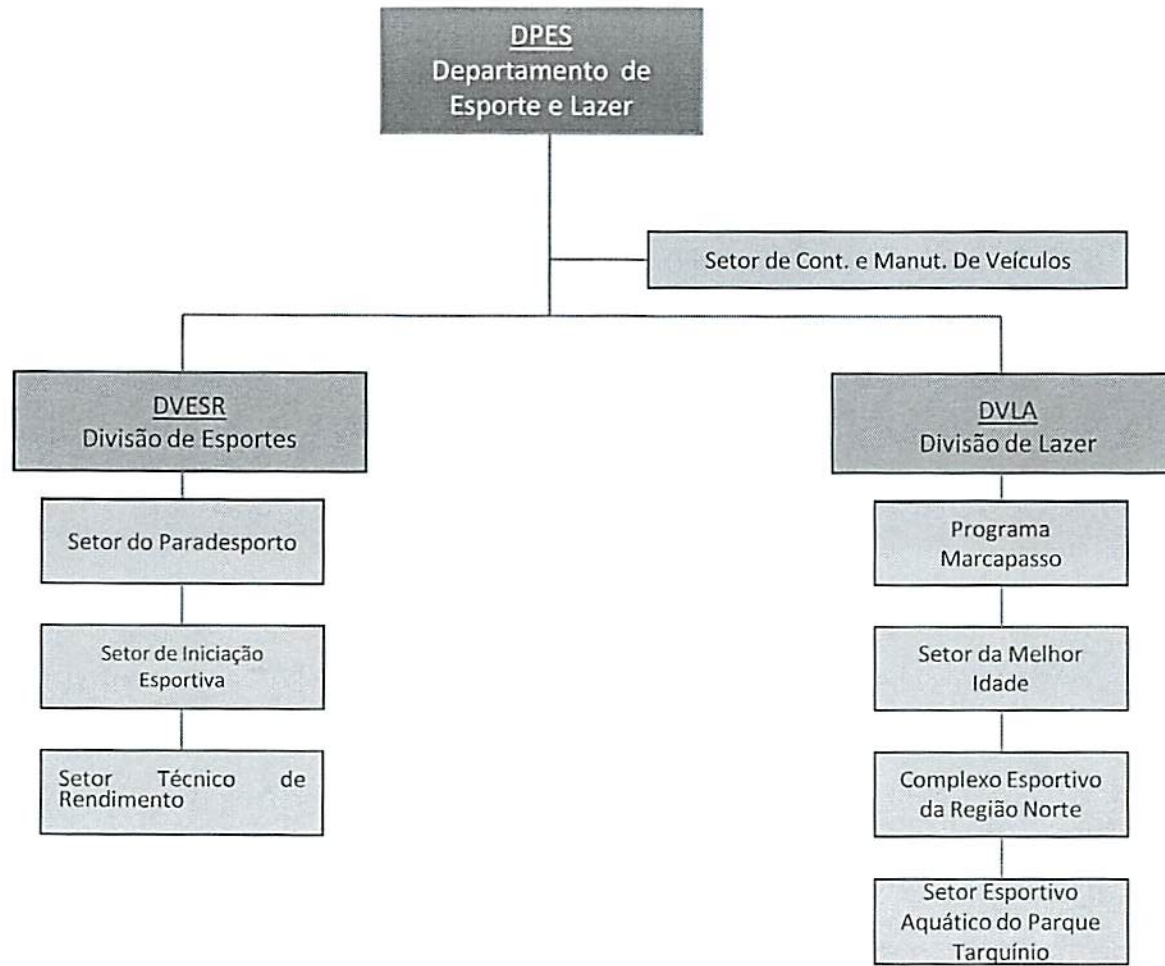 DPES
Departamento de
Esporte e Lazer
Setor de Cont. e Manut. De Veículos
DVESR
Divisão de Esportes
Setor do Paradesporto
Setor de Iniciação
Esportiva
Setor Técnico de
Rendimento
DVLA
Divisão de Lazer
Programa
Marcapasso
Setor da Melhor
Idade
Complexo Esportivo
da Região Norte
Setor Esportivo
Aquático do Parque
Tarquínio